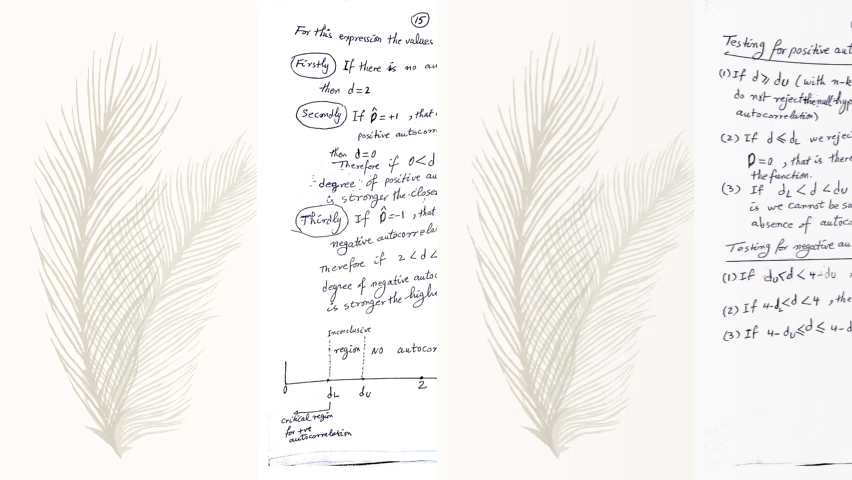 15
For this expression the values
Firstly If there is no au
then d=2
Secondly If ρ̂=+1, that
positive autocorr
then d=0
Therefore if 0<d
degree of positive au
is stronger the close
Thirdly If ρ̂=-1, that
negative autocorrela
Therefore if 2<d<
degree of negative autoc
is stronger the highe
Inconclusive
region NO autocor
0 dL dU 2
critical region
for +ve
autocorrelation
Testing for positive aut
(1) If d≥dU (with n-k
do not reject the null hyp
autocorrelation)
(2) If d≤dL we rejec
ρ=0, that is there
the function.
(3) If dL<d<dU
is we cannot be su
absence of autoco
Testing for negative au
(1) If dU<d<4-dU,
(2) If 4-dL<d<4, the
(3) If 4-dU≤d≤4-d